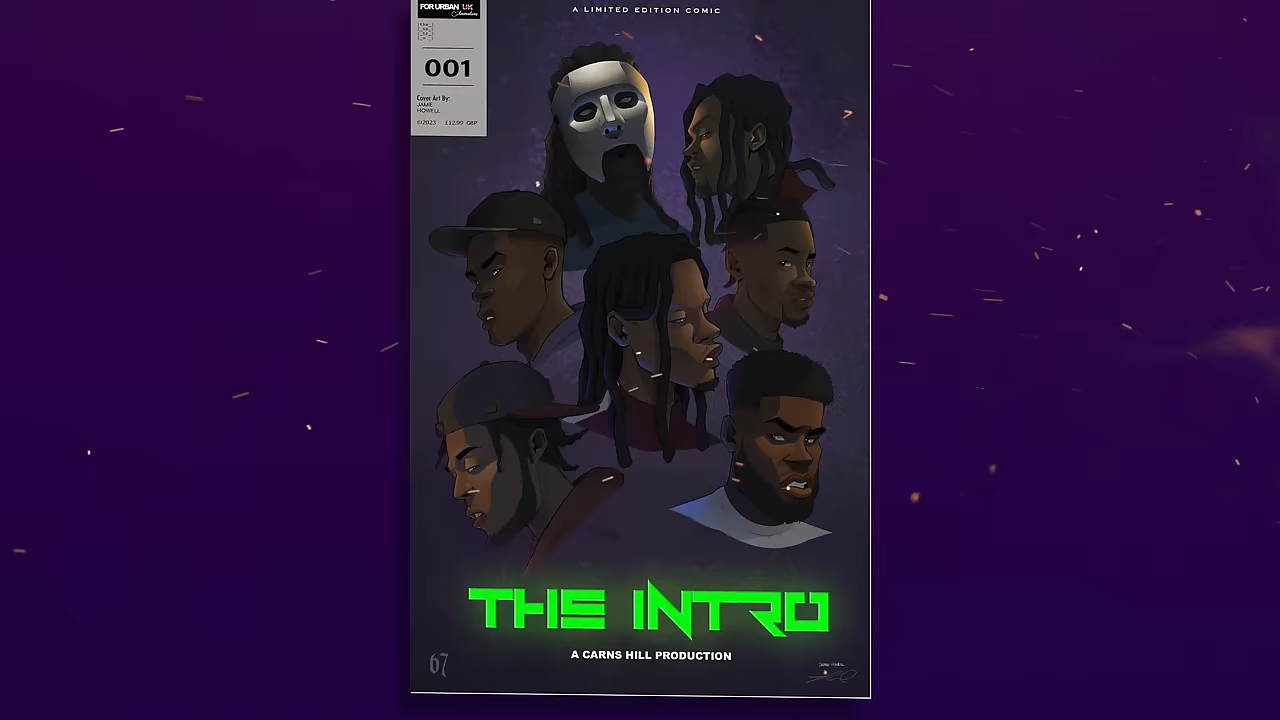 FOR URBAN UK
A LIMITED EDITION COMIC
001
Cover Art By:
JAMIE
HOWELL
©2023 £12.99 GBP
THE INTRO
A CARNS HILL PRODUCTION
67